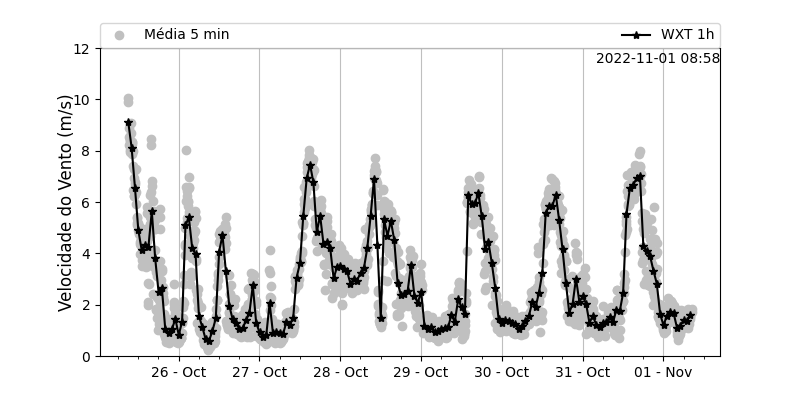 Média 5 min
WXT 1h
2022-11-01 08:58
Velocidade do Vento (m/s)
12
10
8
6
4
2
0
26 - Oct
27 - Oct
28 - Oct
29 - Oct
30 - Oct
31 - Oct
01 - Nov